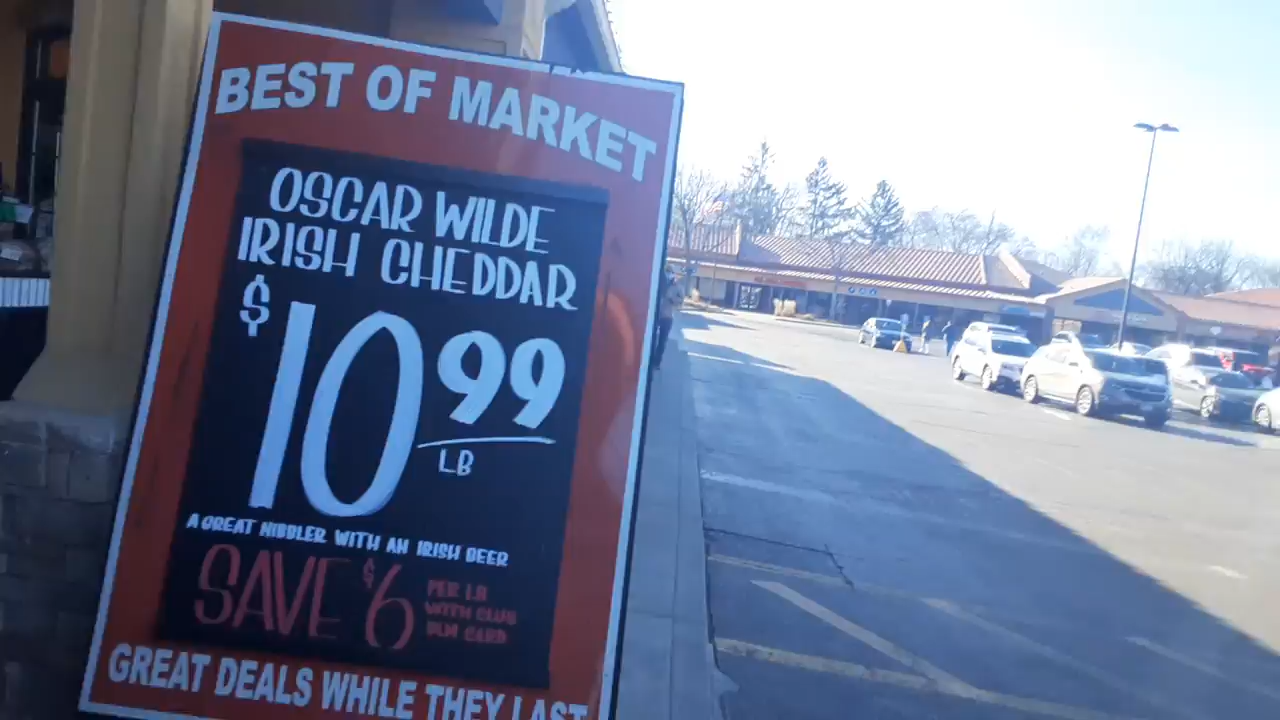 BEST OF MARKET
OSCAR WILDE
IRISH CHEDDAR
$10 99
LB
A GREAT NIBBLER WITH AN IRISH BEER
SAVE $6
PER LB
WITH CLUB
DLM CARD
GREAT DEALS WHILE THEY LAST